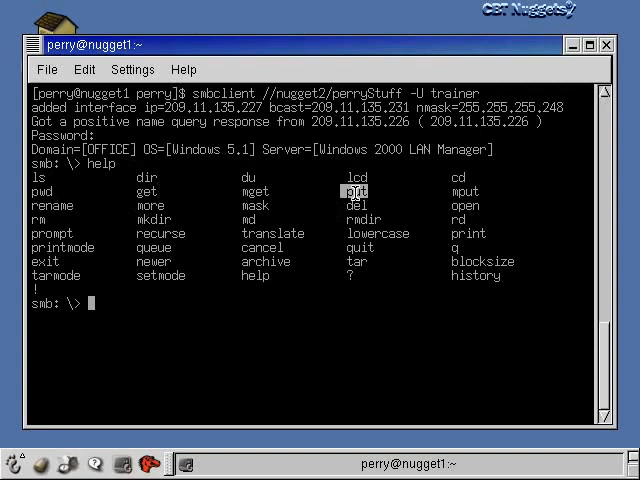 CBT Nuggets
perry@nugget1:~
File Edit Settings Help
[perry@nugget1 perry]$ smbclient //nugget2/perryStuff -U trainer
added interface ip=209.11.135.227 bcast=209.11.135.231 nmask=255.255.255.248
Got a positive name query response from 209.11.135.226 ( 209.11.135.226 )
Password:
Domain=[OFFICE] OS=[Windows 5.1] Server=[Windows 2000 LAN Manager]
smb: \> help
ls dir du lcd cd
pwd get mget put mput
rename more mask del open
rm mkdir md rmdir rd
prompt recurse translate lowercase print
printmode queue cancel quit q
exit newer archive tar blocksize
tarmode setmode help ? history
!
smb: \>
perry@nugget1:~